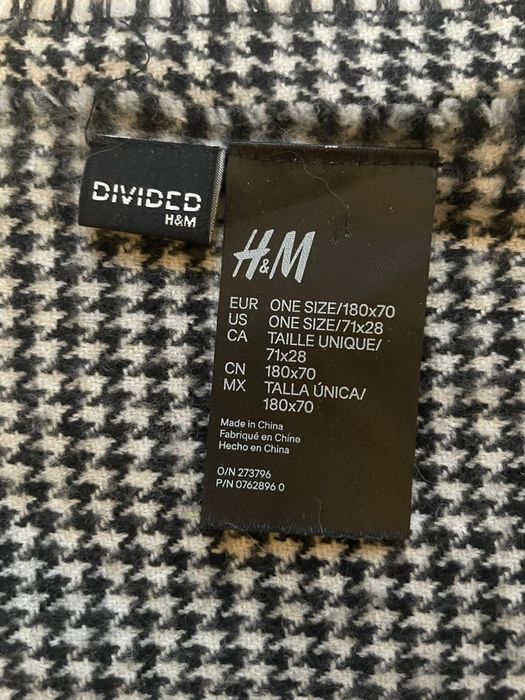 DIVIDED
H&M
H&M
EUR ONE SIZE/180x70
US ONE SIZE/71x28
CA TAILLE UNIQUE/
71x28
CN 180x70
MX TALLA ÚNICA/
180x70
Made in China
Fabriqué en Chine
Hecho en China
O/N 273796
P/N 0762896 0